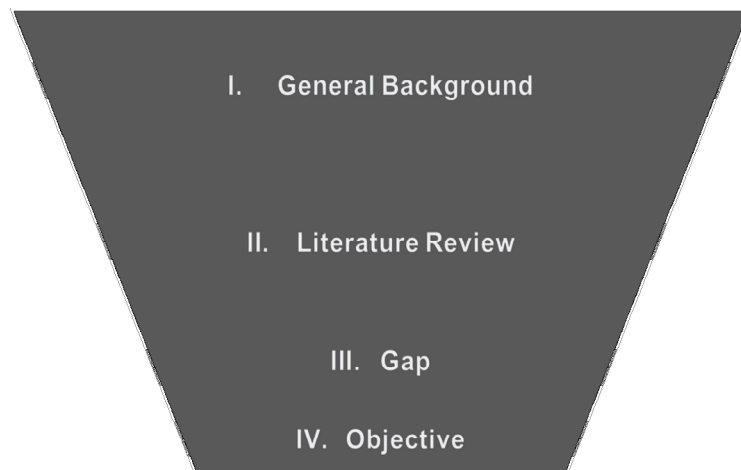 I. General Background
II. Literature Review
III. Gap
IV. Objective